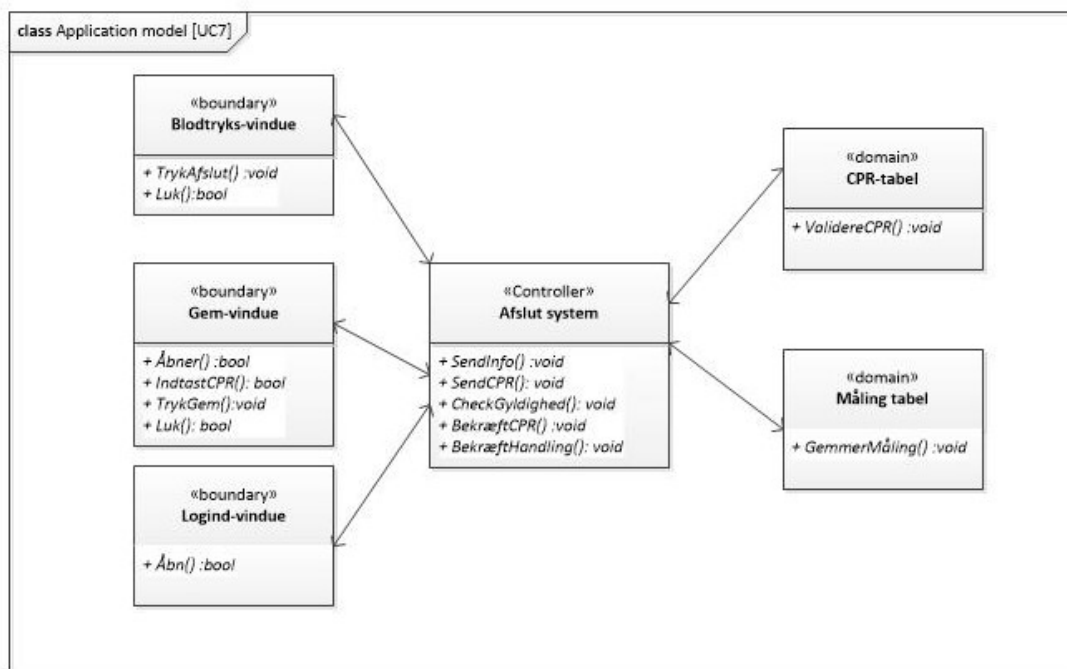 class Application model [UC7]
«boundary»
Blodtryks-vindue
+ TrykAfslut() :void
+ Luk():bool
«boundary»
Gem-vindue
+ Åbner() :bool
+ IndtastCPR(): bool
+ TrykGem():void
+ Luk(): bool
«boundary»
Logind-vindue
+ Åbn() :bool
«Controller»
Afslut system
+ SendInfo() :void
+ SendCPR() :void
+ CheckGyldighed(): void
+ BekræftCPR() :void
+ BekræftHandling(): void
«domain»
CPR-tabel
+ ValidereCPR() :void
«domain»
Måling tabel
+ GemmerMåling() :void